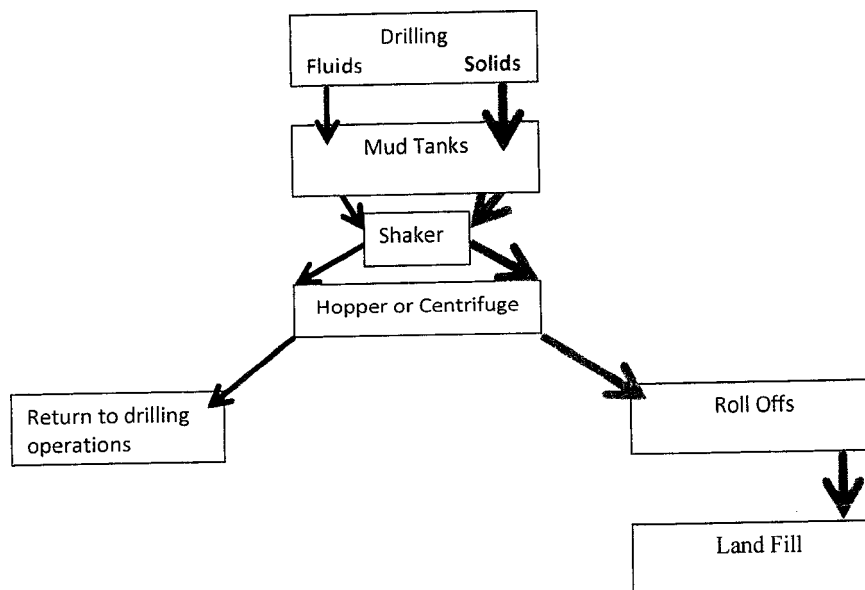 Drilling
Fluids Solids
Mud Tanks
Shaker
Hopper or Centrifuge
Return to drilling
operations
Roll Offs
Land Fill